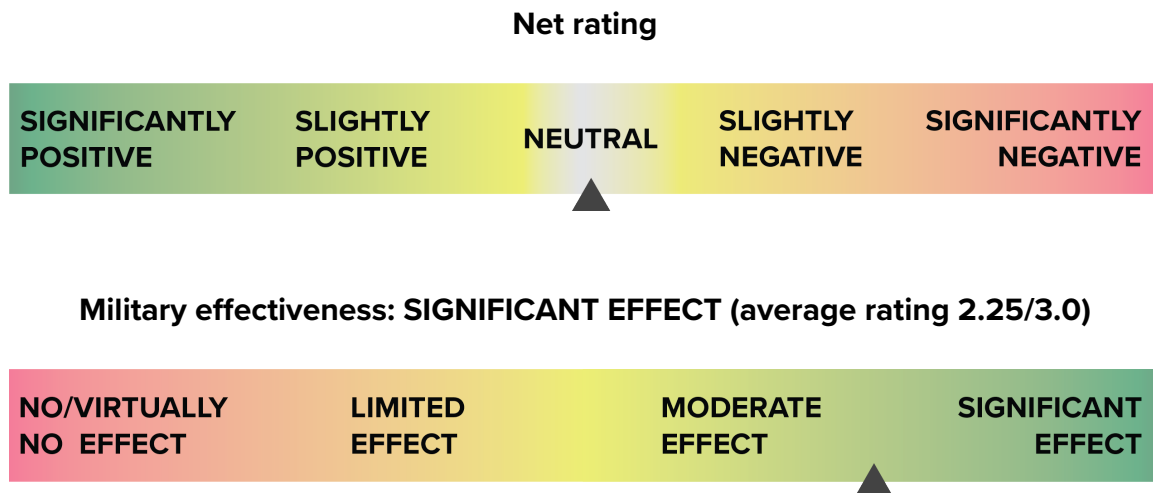 Net rating
SIGNIFICANTLY POSITIVE
SLIGHTLY POSITIVE
NEUTRAL
SLIGHTLY NEGATIVE
SIGNIFICANTLY NEGATIVE
Military effectiveness: SIGNIFICANT EFFECT (average rating 2.25/3.0)
NO/VIRTUALLY NO EFFECT
LIMITED EFFECT
MODERATE EFFECT
SIGNIFICANT EFFECT